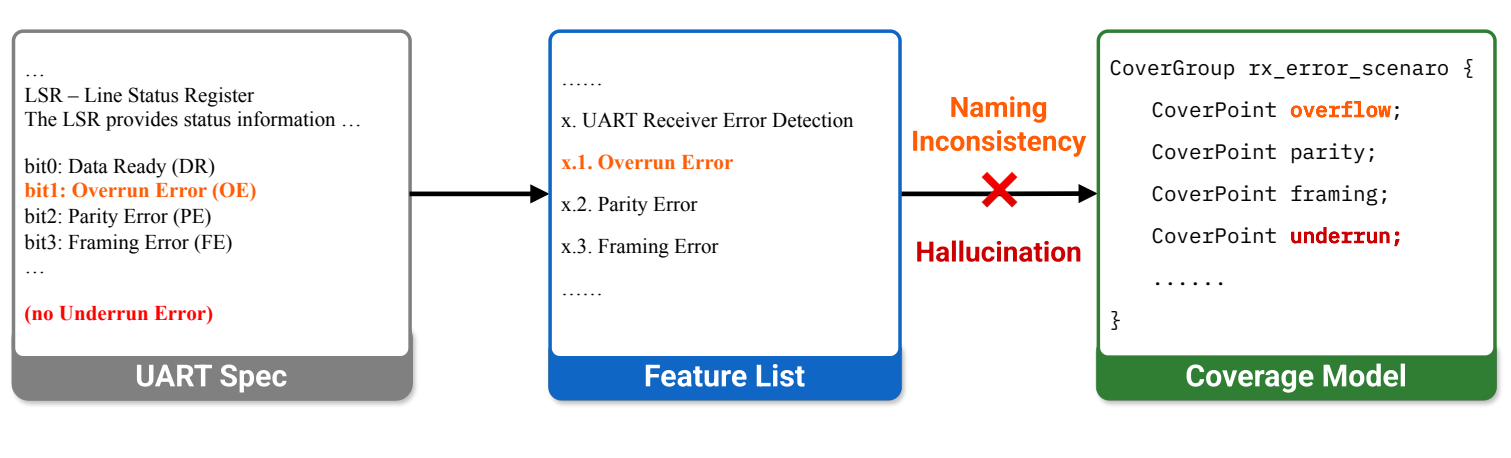 …
LSR – Line Status Register
The LSR provides status information …
bit0: Data Ready (DR)
bit1: Overrun Error (OE)
bit2: Parity Error (PE)
bit3: Framing Error (FE)
…
(no Underrun Error)
UART Spec
……
x. UART Receiver Error Detection
x.1. Overrun Error
x.2. Parity Error
x.3. Framing Error
……
Feature List
Naming
Inconsistency
Hallucination
CoverGroup rx_error_scenaro {
CoverPoint overflow;
CoverPoint parity;
CoverPoint framing;
CoverPoint underrun;
......
}
Coverage Model